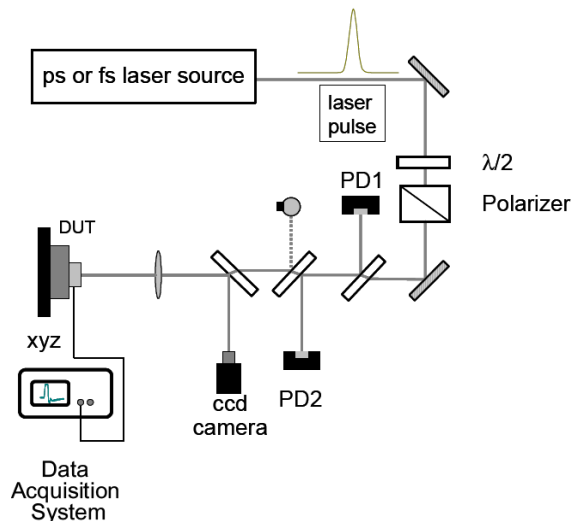 ps or fs laser source
laser
pulse
λ/2
PD1
Polarizer
DUT
xyz
ccd
camera
PD2
Data
Acquisition
System